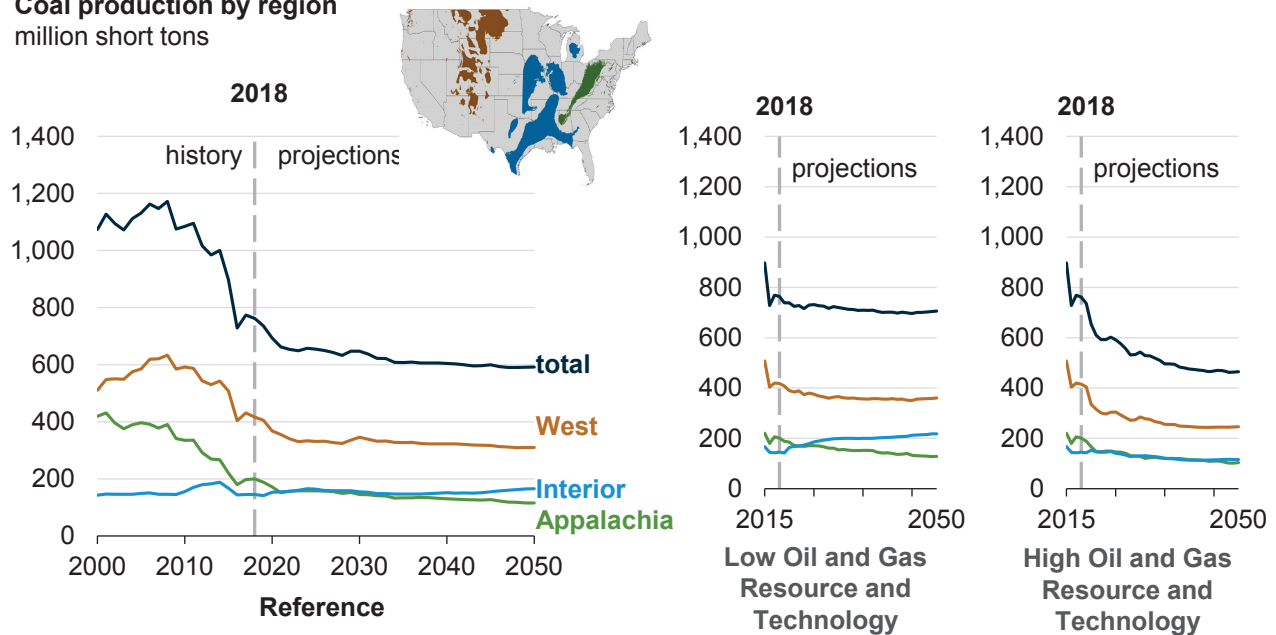 Coal production by region
million short tons
2018
1,400
1,200
1,000
800
600
400
200
0
history
projections
total
West
Interior
Appalachia
2000 2010 2020 2030 2040 2050
Reference
2018
1,400
1,200
1,000
800
600
400
200
0
projections
2015 2050
Low Oil and Gas
Resource and
Technology
2018
1,400
1,200
1,000
800
600
400
200
0
projections
2015 2050
High Oil and Gas
Resource and
Technology